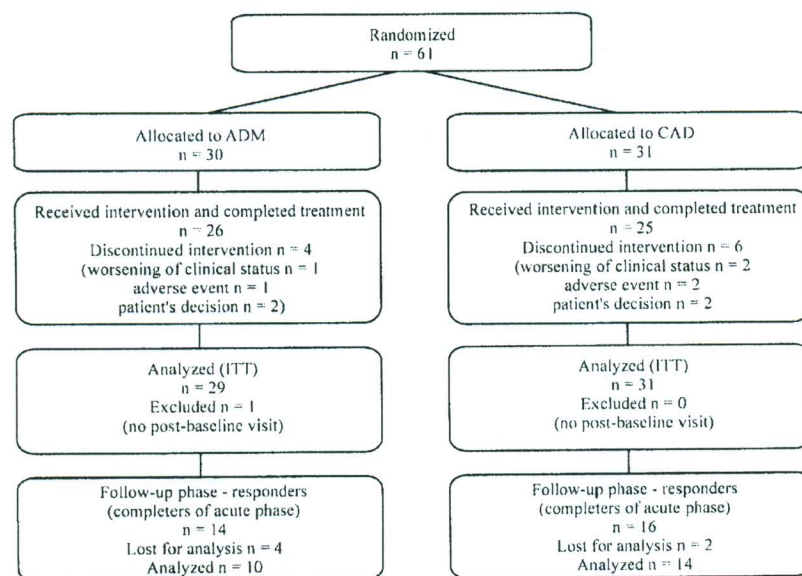 Randomized
n = 61
Allocated to ADM
n = 30
Allocated to CAD
n = 31
Received intervention and completed treatment
n = 26
Discontinued intervention n = 4
(worsening of clinical status n = 1
adverse event n = 1
patient's decision n = 2)
Received intervention and completed treatment
n = 25
Discontinued intervention n = 6
(worsening of clinical status n = 2
adverse event n = 2
patient's decision n = 2
Analyzed (ITT)
n = 29
Excluded n = 1
(no post-baseline visit)
Analyzed (ITT)
n = 31
Excluded n = 0
(no post-baseline visit)
Follow-up phase - responders
(completers of acute phase)
n = 14
Lost for analysis n = 4
Analyzed n = 10
Follow-up phase - responders
(completers of acute phase)
n = 16
Lost for analysis n = 2
Analyzed n = 14